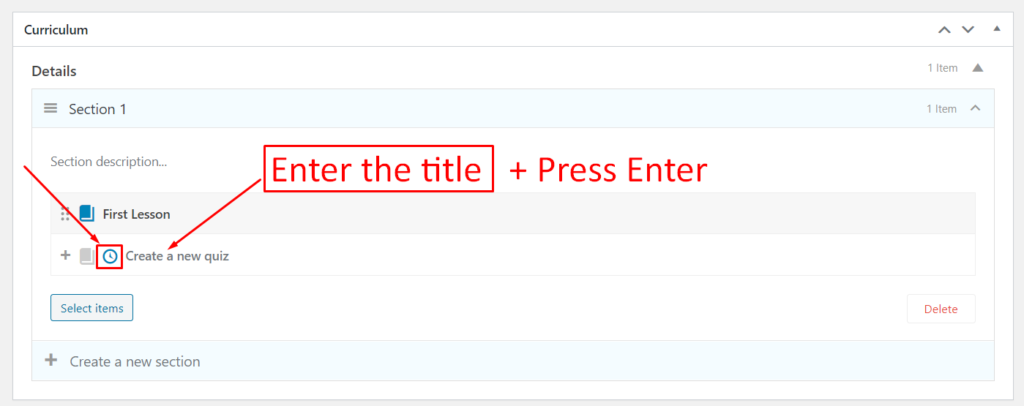 Curriculum
Details
1 Item
Section 1
1 Item
Section description...
Enter the title + Press Enter
First Lesson
Create a new quiz
Select items
Delete
Create a new section